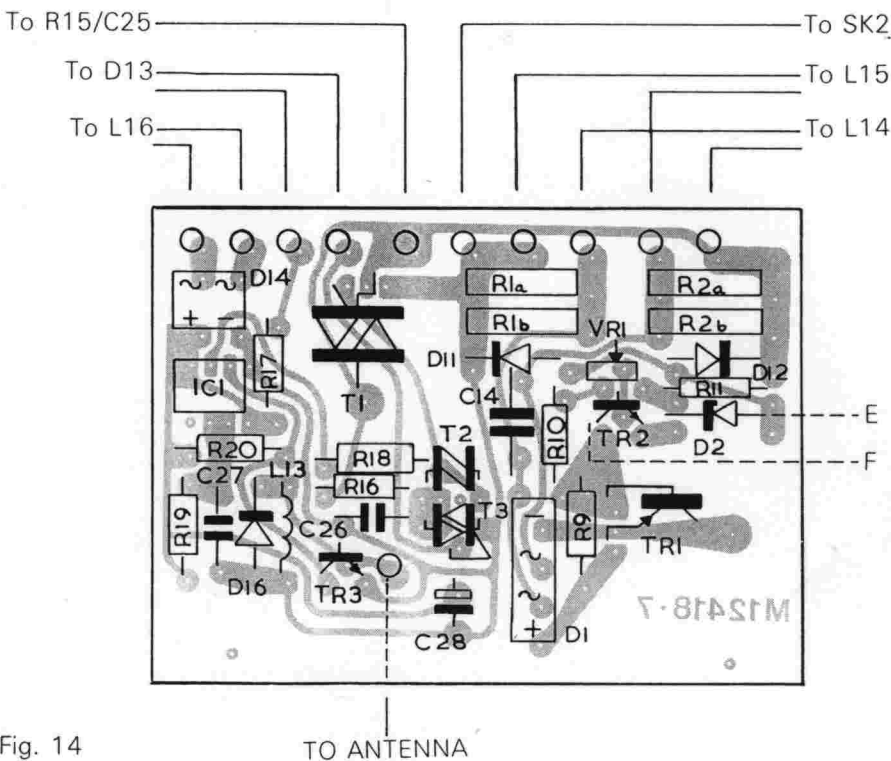 To R15/C25
To SK2
To D13
To L15
To L16
To L14
D14
R1a
R2a
R1b
VR1
R2b
IC1
R17
T1
D11
D12
R11
C14
R10
TR2
D2
E
F
R20
T2
C27
L13
R18
R16
R19
T3
C26
R9
TR1
D16
TR3
C28
D1
M12418·7
Fig. 14
TO ANTENNA